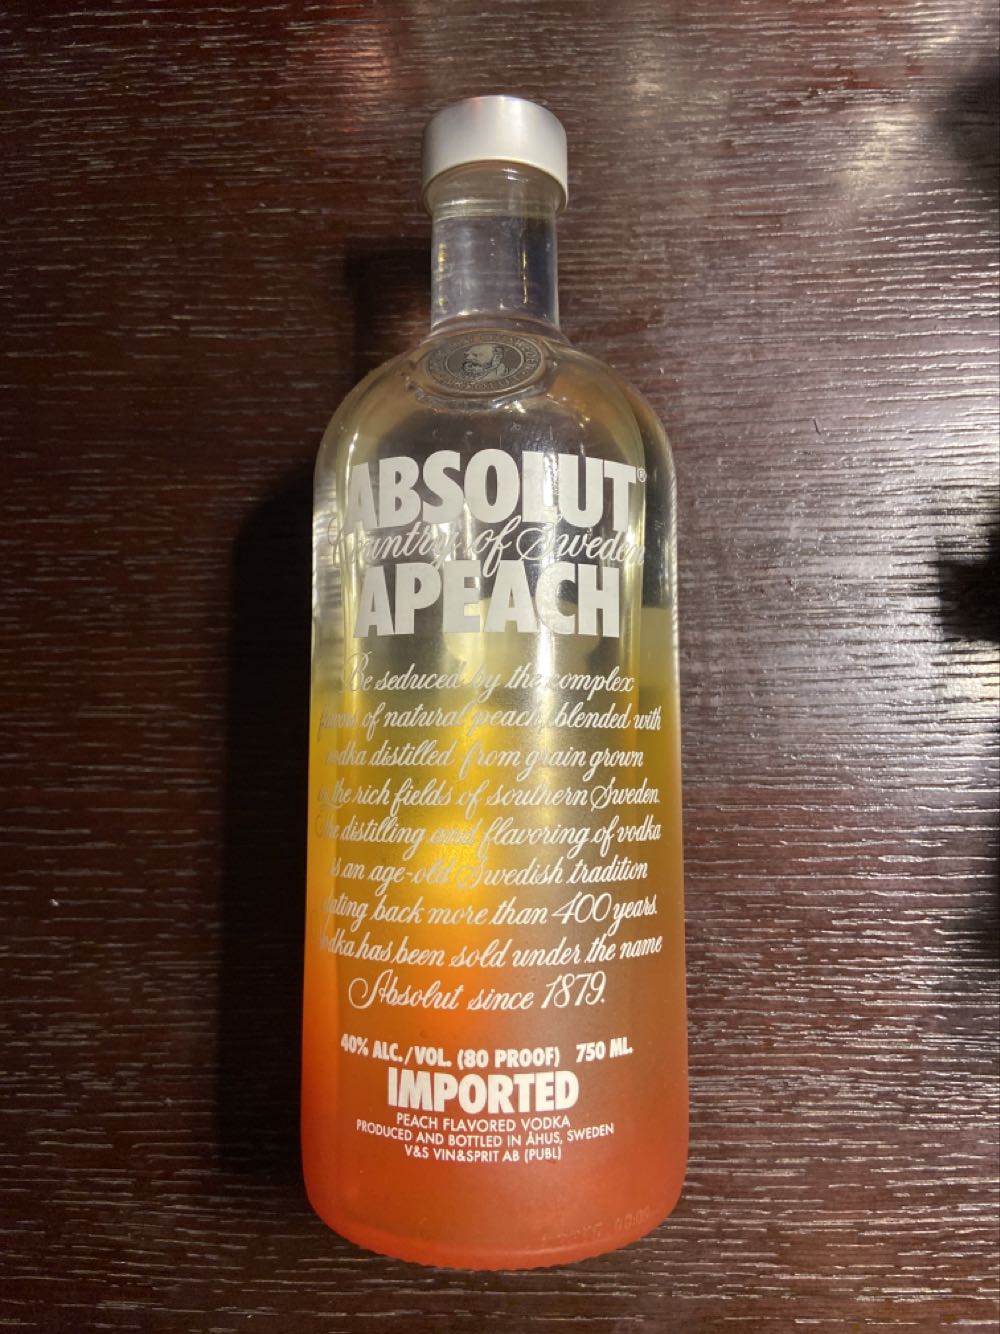 ABSOLUT®
Country of Sweden
APEACH
Be seduced by the complex
flavors of natural peach, blended with
vodka distilled from grain grown
in the rich fields of southern Sweden.
The distilling and flavoring of vodka
is an age-old Swedish tradition
dating back more than 400 years.
Vodka has been sold under the name
Absolut since 1879.
40% ALC./VOL. (80 PROOF) 750 ML.
IMPORTED
PEACH FLAVORED VODKA
PRODUCED AND BOTTLED IN ÅHUS, SWEDEN
V&S VIN&SPRIT AB (PUBL)